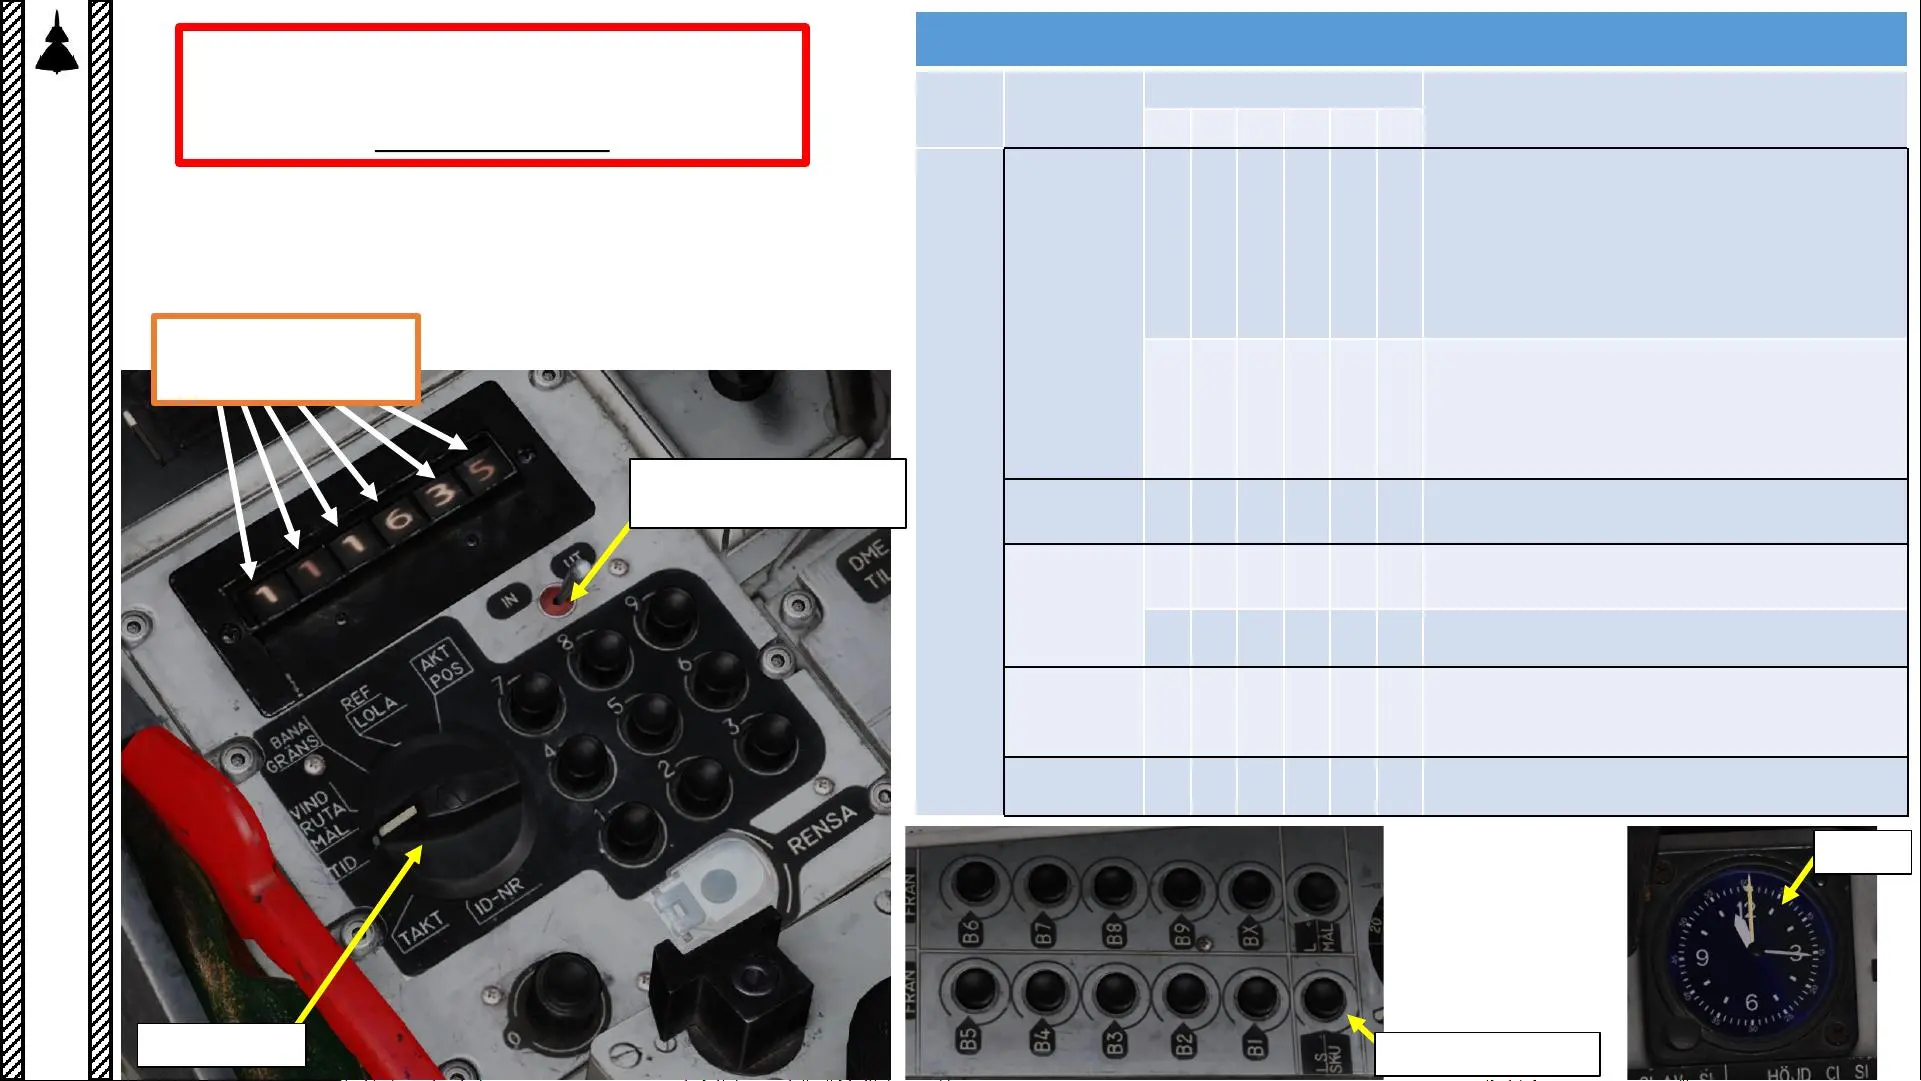 1 1 1 6 3 5
IN
UT
DME
TIL
AKT
POS
REF
LOLA
BANA
GRÄNS
VIND
RUTA
MÅL
TID
TAKT
ID-NR
9
8
7
6
5
4
3
2
1
0
RENSA
FRÅN
B6
B7
B8
B9
BX
L
MÅL
20
FRÅN
B5
B4
B3
B2
B1
L S
SKU
12
3
6
9
HÖJD CI SI